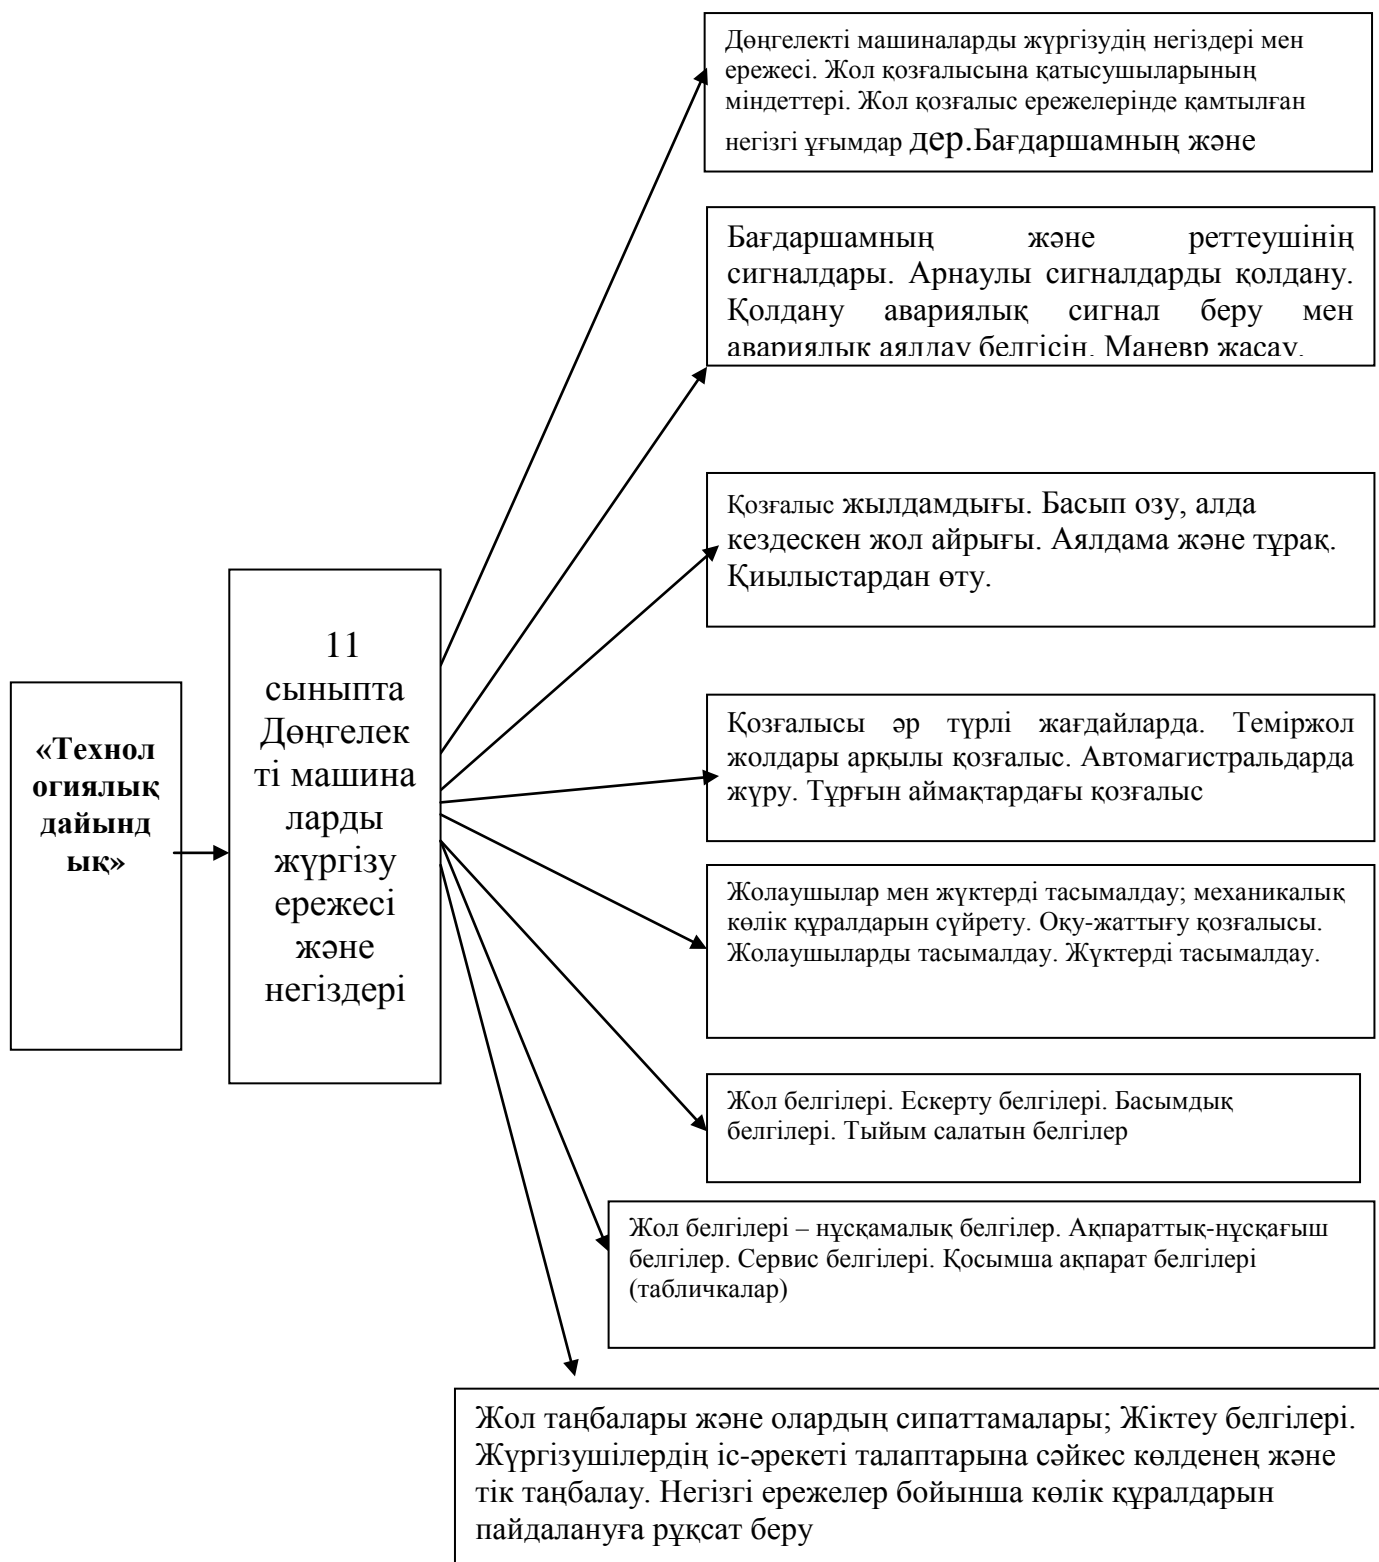 «Технол
огиялық
дайынд
ық»
11
сыныпта
Дөңгелек
ті машина
ларды
жүргізу
ережесі
және
негіздері
Дөңгелекті машиналарды жүргізудің негіздері мен
ережесі. Жол қозғалысына қатысушыларының
міндеттері. Жол қозғалыс ережелерінде қамтылған
негізгі ұғымдар дер.Бағдаршамның және
Бағдаршамның және реттеушінің
сигналдары. Арнаулы сигналдарды қолдану.
Қолдану авариялық сигнал беру мен
авариялық аялдау белгісін. Маневр жасау.
Қозғалыс жылдамдығы. Басып озу, алда
кездескен жол айрығы. Аялдама және тұрақ.
Қиылыстардан өту.
Қозғалысы әр түрлі жағдайларда. Теміржол
жолдары арқылы қозғалыс. Автомагистральдарда
жүру. Тұрғын аймақтардағы қозғалыс
Жолаушылар мен жүктерді тасымалдау; механикалық
көлік құралдарын сүйрету. Оқу-жаттығу қозғалысы.
Жолаушыларды тасымалдау. Жүктерді тасымалдау.
Жол белгілері. Ескерту белгілері. Басымдық
белгілері. Тыйым салатын белгілер
Жол белгілері – нұсқамалық белгілер. Ақпараттық-нұсқағыш
белгілер. Сервис белгілері. Қосымша ақпарат белгілері
(табличкалар)
Жол таңбалары және олардың сипаттамалары; Жіктеу белгілері.
Жүргізушілердің іс-әрекеті талаптарына сәйкес көлденең және
тік таңбалау. Негізгі ережелер бойынша көлік құралдарын
пайдалануға рұқсат беру